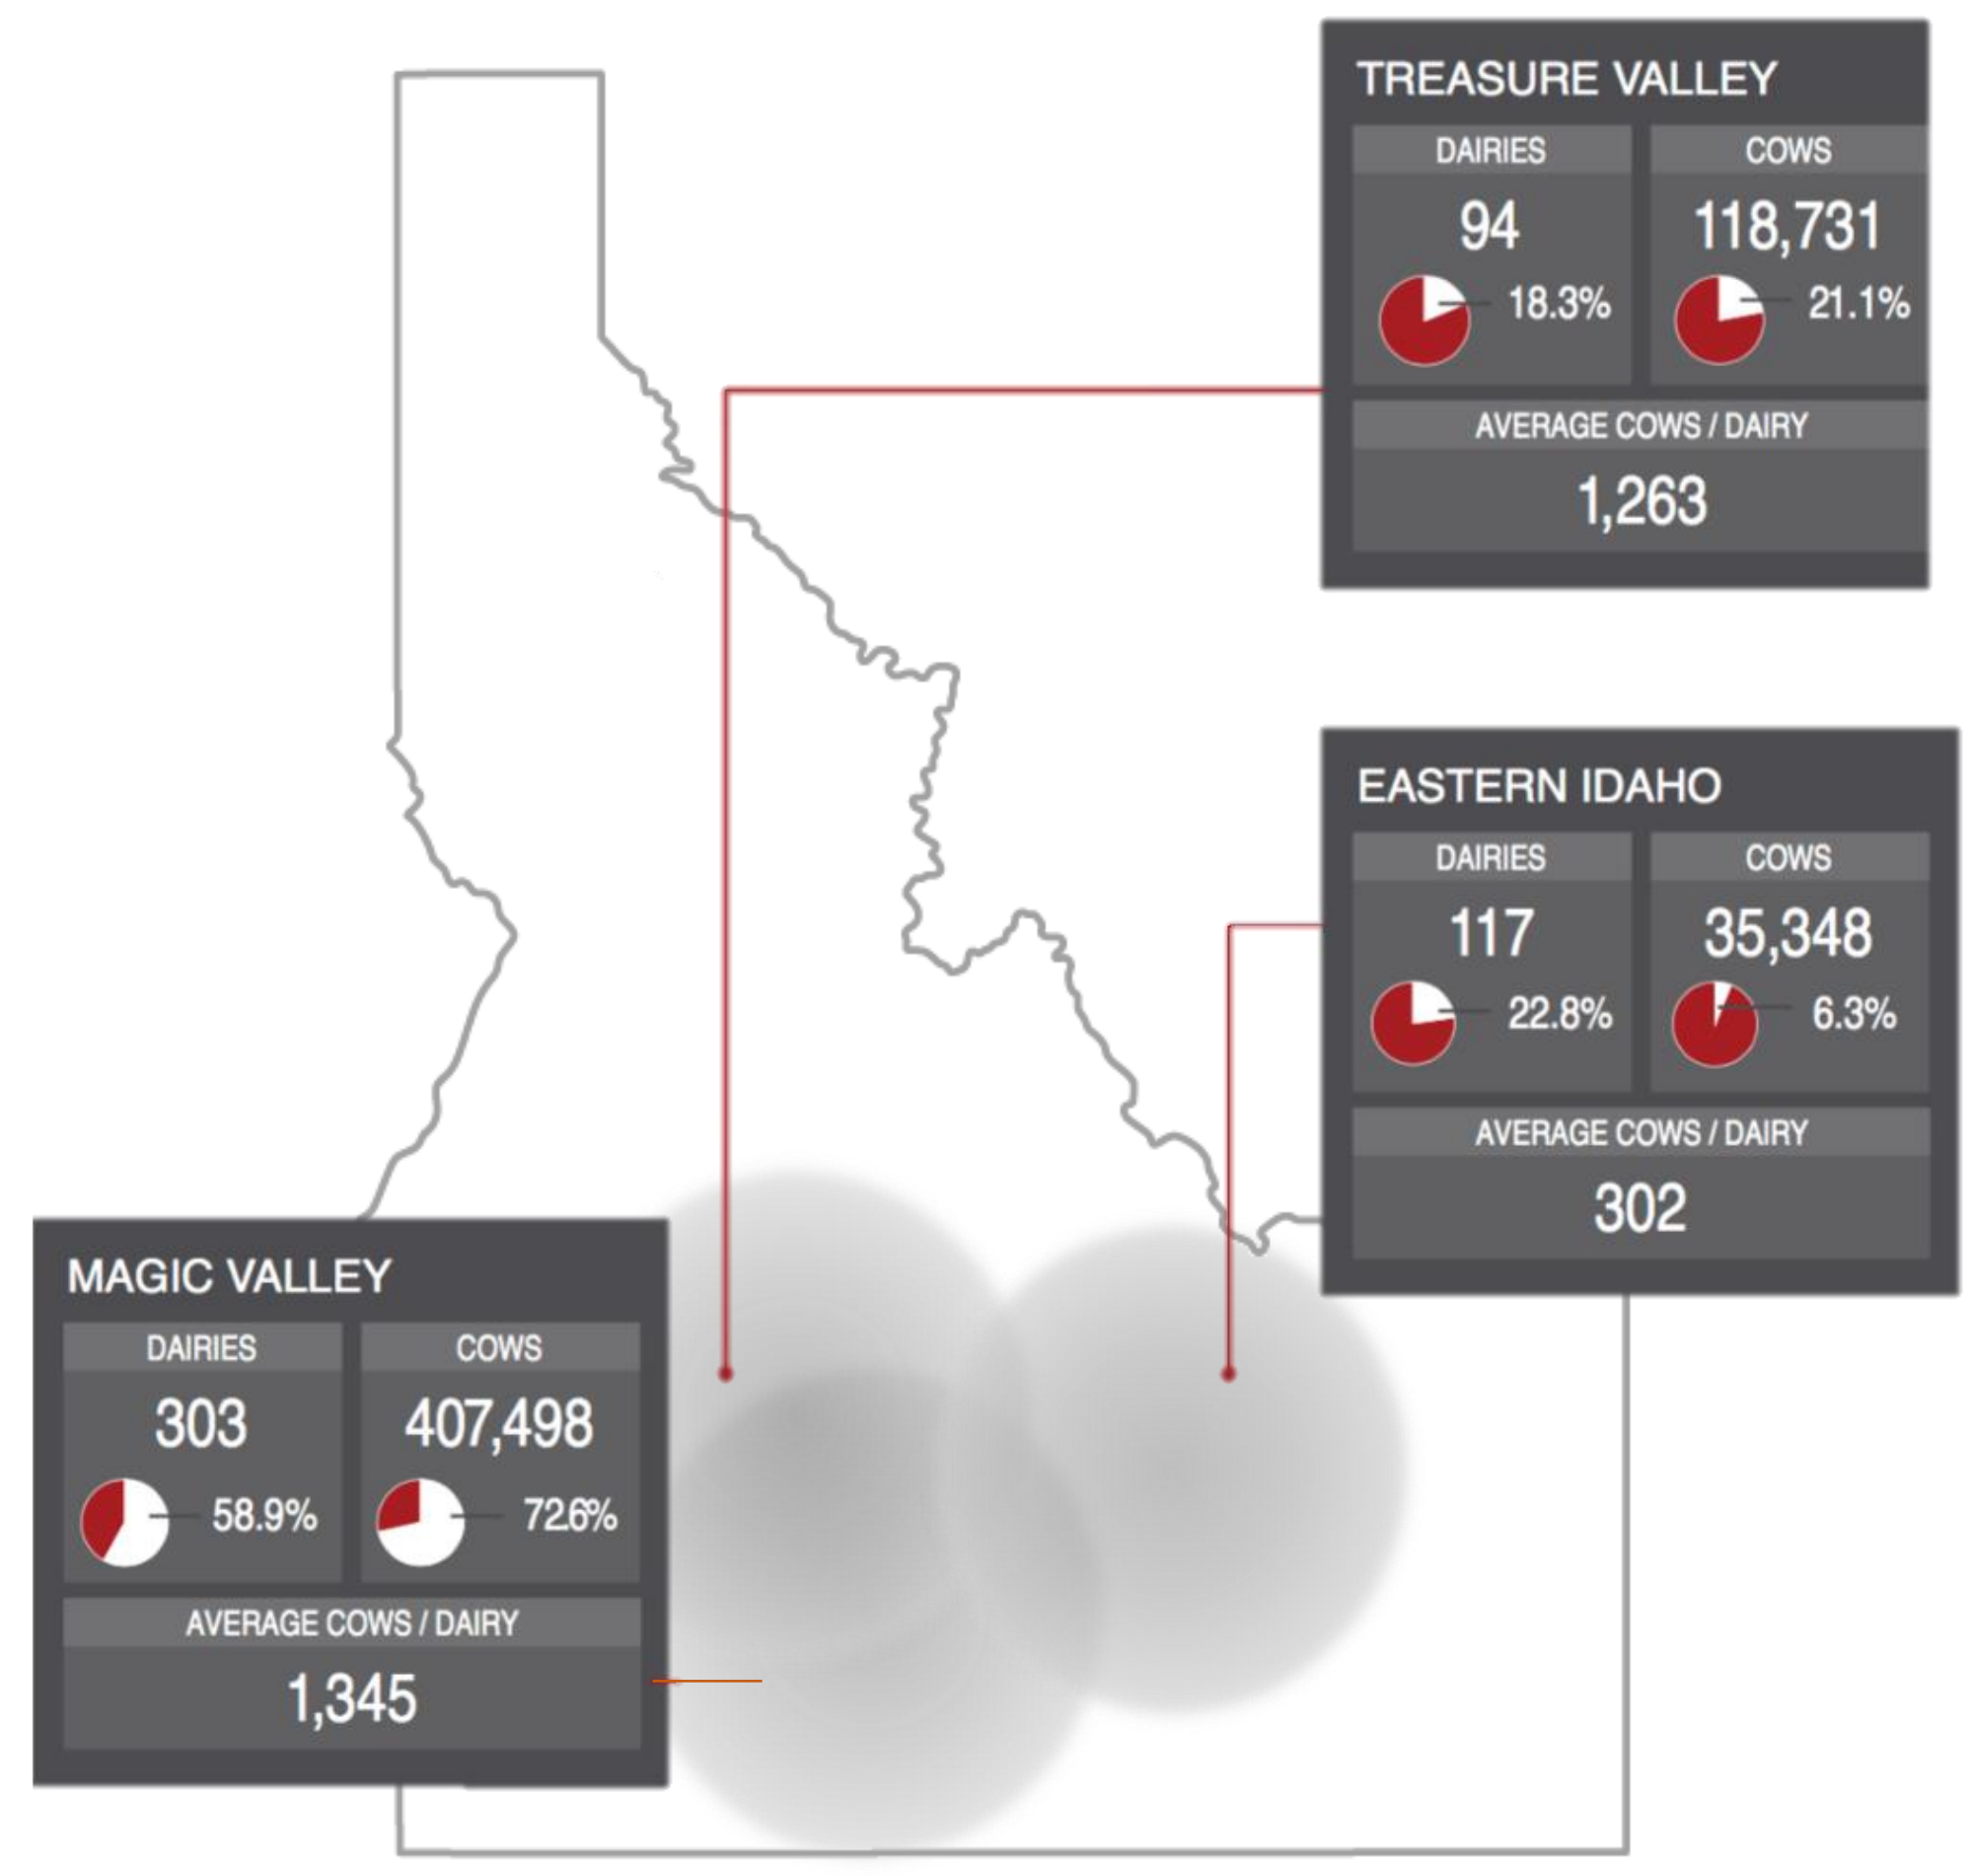 TREASURE VALLEY
DAIRIES
COWS
94
118,731
18.3%
21.1%
AVERAGE COWS / DAIRY
1,263
EASTERN IDAHO
DAIRIES
COWS
117
35,348
22.8%
6.3%
AVERAGE COWS / DAIRY
302
MAGIC VALLEY
DAIRIES
COWS
303
407,498
58.9%
72.6%
AVERAGE COWS / DAIRY
1,345